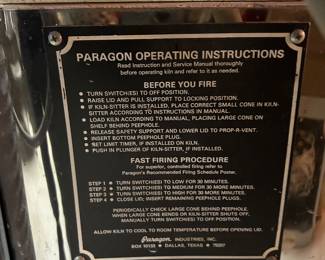 PARAGON OPERATING INSTRUCTIONS
Read Instruction and Service Manual thoroughly
before operating kiln and refer to it as needed.
BEFORE YOU FIRE
• TURN SWITCH(ES) TO OFF POSITION.
• RAISE LID AND PULL SUPPORT TO LOCKING POSITION.
• IF KILN-SITTER IS INSTALLED, PLACE CORRECT SMALL CONE IN KILN-
SITTER ACCORDING TO INSTRUCTIONS IN MANUAL.
• LOAD KILN ACCORDING TO MANUAL, PLACING LARGE CONE ON
SHELF BEHIND PEEPHOLE.
• RELEASE SAFETY SUPPORT AND LOWER LID TO PROP-R-VENT.
• INSERT BOTTOM PEEPHOLE PLUG.
• SET LIMIT TIMER, IF INSTALLED ON KILN.
• PUSH IN PLUNGER OF KILN-SITTER, IF INSTALLED.
FAST FIRING PROCEDURE
For superior, controlled firing refer to
Paragon's Recommended Firing Schedule Poster.
STEP 1 • TURN SWITCH(ES) TO LOW FOR 30 MINUTES.
STEP 2 • TURN SWITCH(ES) TO MEDIUM FOR 30 MINUTES.
STEP 3 • TURN SWITCH(ES) TO HIGH FOR 30 MINUTES.
STEP 4 • CLOSE LID; INSERT REMAINING PEEPHOLE PLUGS.
PERIODICALLY CHECK LARGE CONE BEHIND PEEPHOLE.
WHEN LARGE CONE BENDS OR KILN-SITTER SHUTS OFF,
MANUALLY TURN SWITCH(ES) TO OFF POSITION.
ALLOW KILN TO COOL TO ROOM TEMPERATURE BEFORE OPENING LID.
Paragon INDUSTRIES, INC.
BOX 10133 • DALLAS, TEXAS • 75207